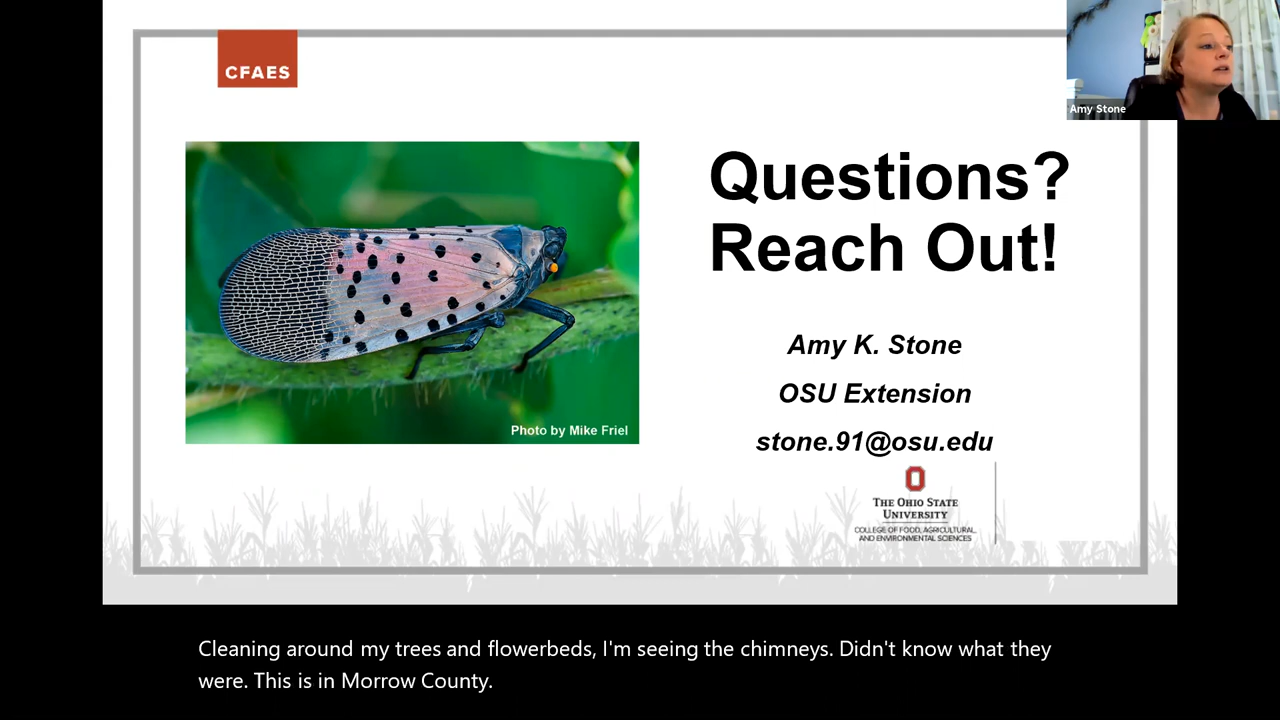 CFAES
Amy Stone
Questions?
Reach Out!
Amy K. Stone
OSU Extension
stone.91@osu.edu
Photo by Mike Friel
THE OHIO STATE
UNIVERSITY
COLLEGE OF FOOD, AGRICULTURAL,
AND ENVIRONMENTAL SCIENCES
Cleaning around my trees and flowerbeds, I'm seeing the chimneys. Didn't know what they
were. This is in Morrow County.